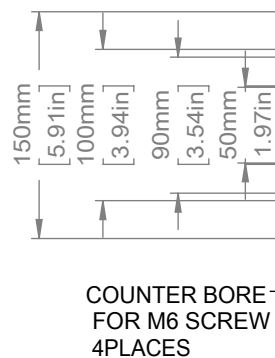 150mm
[5.91in]
100mm
[3.94in]
90mm
[3.54in]
50mm
[1.97in]
COUNTER BORE
FOR M6 SCREW
4PLACES